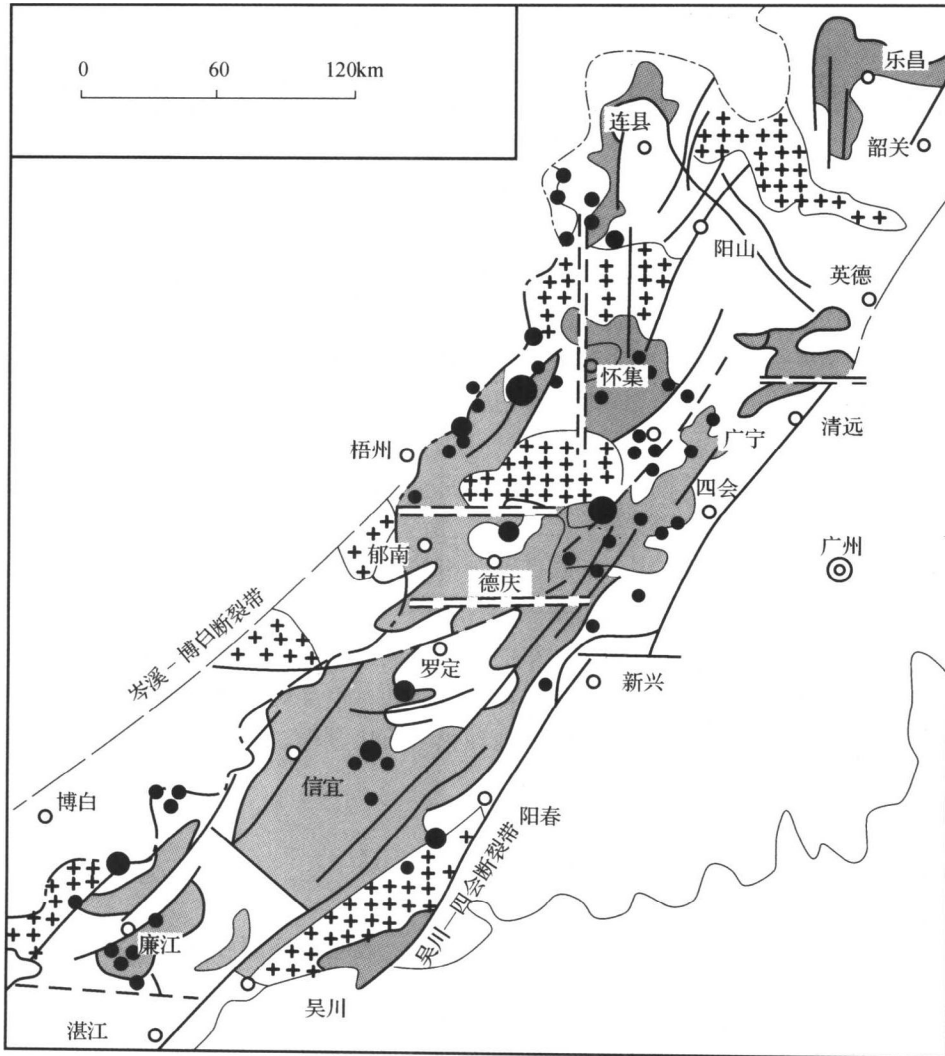 0 60 120km
乐昌
连县
韶关
阳山
英德
怀集
清远
广宁
梧州
四会
广州
郁南
德庆
岑溪-博白断裂带
罗定
新兴
信宜
博白
阳春
吴川—四会断裂带
廉江
吴川
湛江